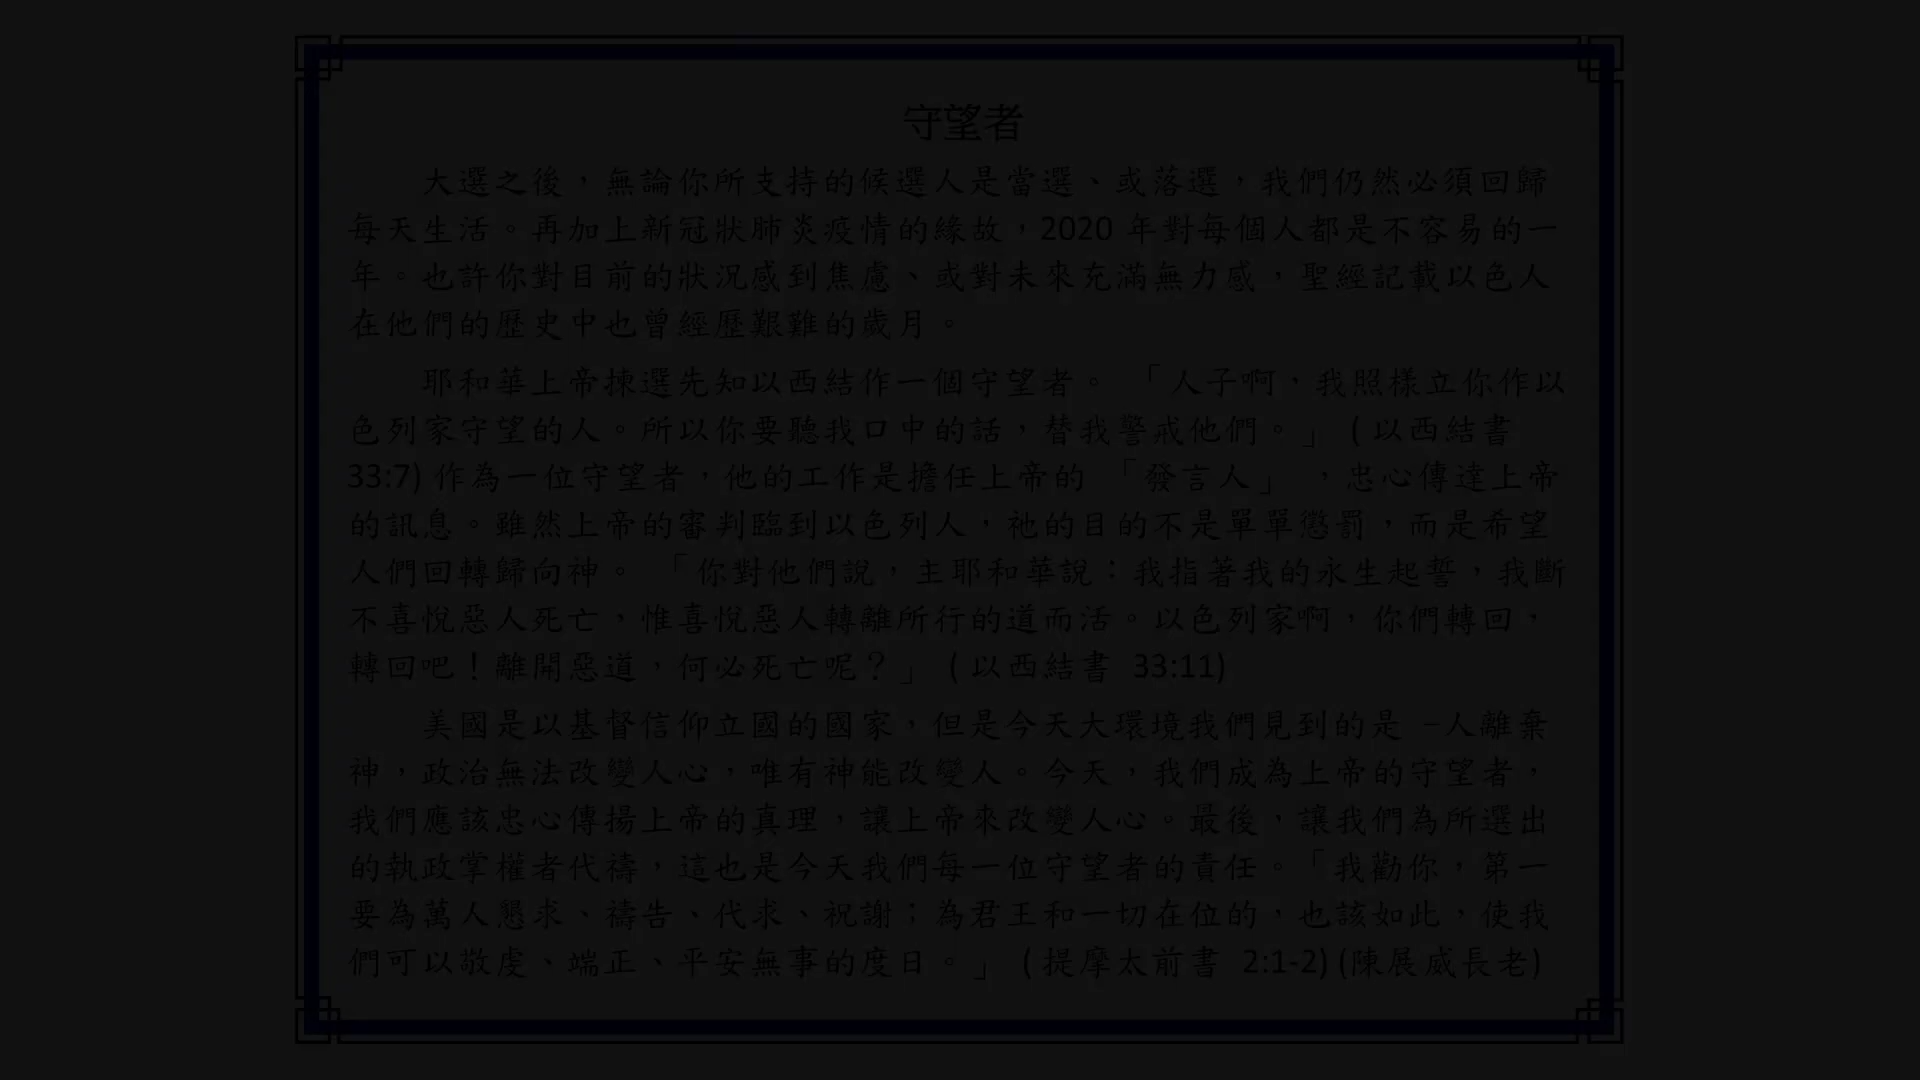 守望者
大選之後，無論你所支持的候選人是當選、或落選，我們仍然必須回歸
每天生活。再加上新冠狀肺炎疫情的緣故，2020 年對每個人都是不容易的一
年。也許你對目前的狀況感到焦慮、或對未來充滿無力感，聖經記載以色人
在他們的歷史中也曾經歷艱難的歲月。
耶和華上帝揀選先知以西結作一個守望者。 「人子啊，我照樣立你作以
色列家守望的人。所以你要聽我口中的話，替我警戒他們。」 (以西結書
33:7) 作為一位守望者，他的工作是擔任上帝的 「發言人」 ，忠心傳達上帝
的訊息。雖然上帝的審判臨到以色列人，祂的目的不是單單懲罰，而是希望
人們回轉歸向神。 「你對他們說，主耶和華說：我指著我的永生起誓，我斷
不喜悅惡人死亡，惟喜悅惡人轉離所行的道而活。以色列家啊，你們轉回，
轉回吧！離開惡道，何必死亡呢？」 (以西結書 33:11)
美國是以基督信仰立國的國家，但是今天大環境我們見到的是 –人離棄
神，政治無法改變人心，唯有神能改變人。今天，我們成為上帝的守望者，
我們應該忠心傳揚上帝的真理，讓上帝來改變人心。最後，讓我們為所選出
的執政掌權者代禱，這也是今天我們每一位守望者的責任。「我勸你，第一
要為萬人懇求、禱告、代求、祝謝；為君王和一切在位的，也該如此，使我
們可以敬虔、端正、平安無事的度日。」 (提摩太前書 2:1-2) (陳展威長老)